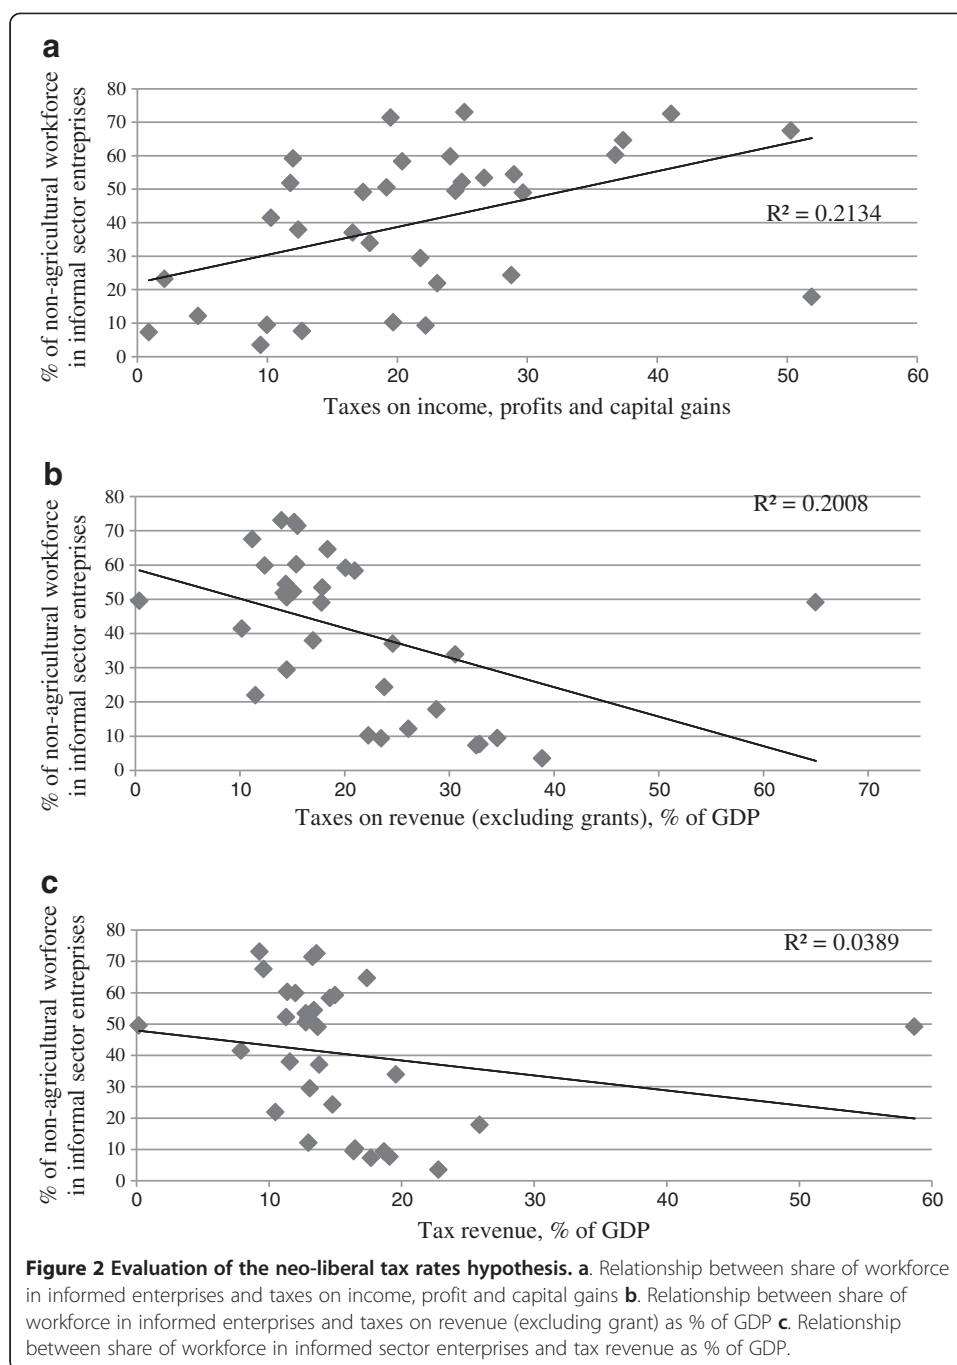 a
% of non-agricultural workforce
in informal sector entreprises
80
70
60
50
40
30
20
10
0
R² = 0.2134
0 10 20 30 40 50 60
Taxes on income, profits and capital gains
b
% of non-agricultural workforce
in informal sector entreprises
80
70
60
50
40
30
20
10
0
R² = 0.2008
0 10 20 30 40 50 60 70
Taxes on revenue (excluding grants), % of GDP
c
% of non-agricultural worforce
in informal sector entreprises
80
70
60
50
40
30
20
10
0
R² = 0.0389
0 10 20 30 40 50 60
Tax revenue, % of GDP
Figure 2 Evaluation of the neo-liberal tax rates hypothesis. a. Relationship between share of workforce
in informed enterprises and taxes on income, profit and capital gains b. Relationship between share of
workforce in informed enterprises and taxes on revenue (excluding grant) as % of GDP c. Relationship
between share of workforce in informed sector enterprises and tax revenue as % of GDP.